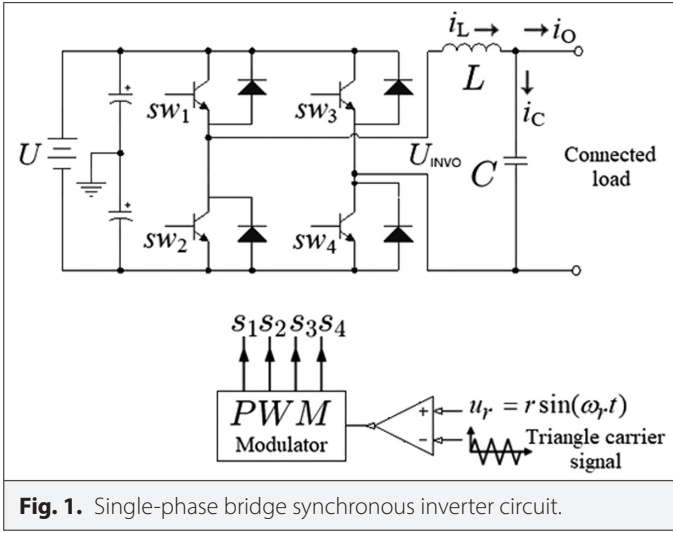 i_L → → i_O
L
i_C
sw_1
sw_3
U
U_INVO
C
Connected
load
sw_2
sw_4
s_1 s_2 s_3 s_4
PWM
Modulator
+
−
u_r = r sin(ω_r t)
Triangle carrier
signal
Fig. 1. Single-phase bridge synchronous inverter circuit.